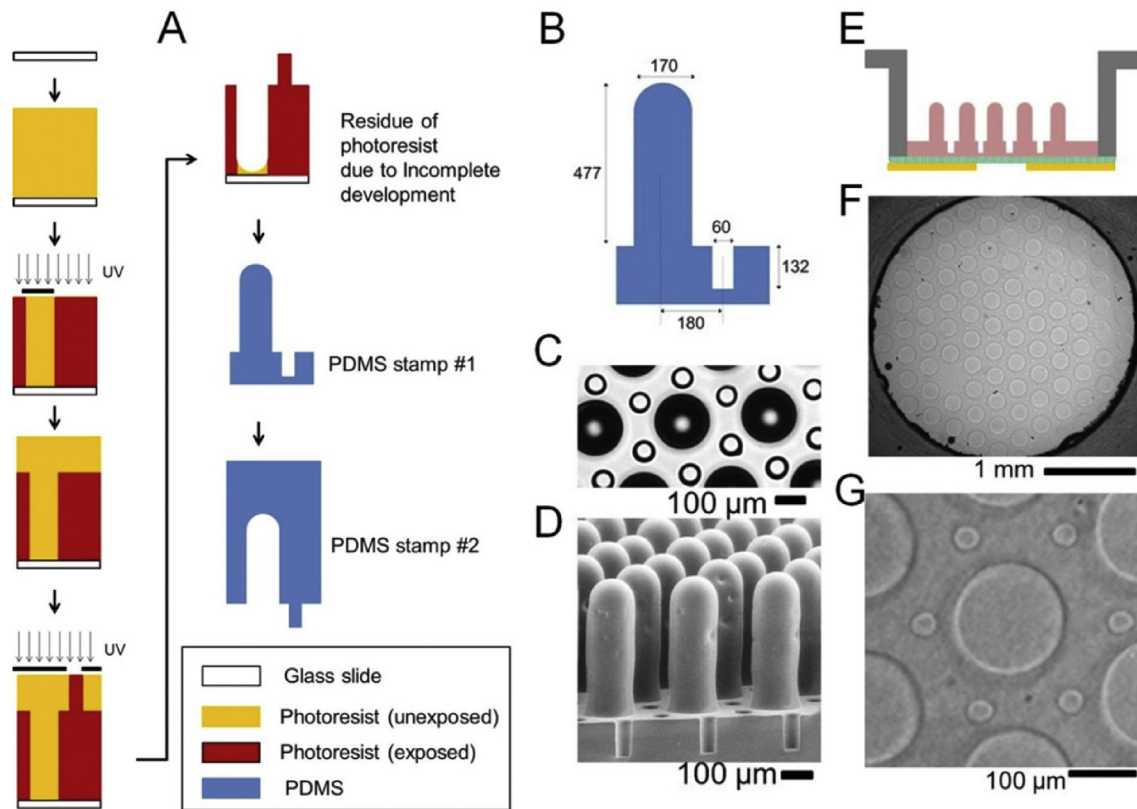 A
UV
UV
Residue of
photoresist
due to Incomplete
development
PDMS stamp #1
PDMS stamp #2
Glass slide
Photoresist (unexposed)
Photoresist (exposed)
PDMS
B
170
477
60
132
180
C
100 µm
D
100 µm
E
F
1 mm
G
100 µm